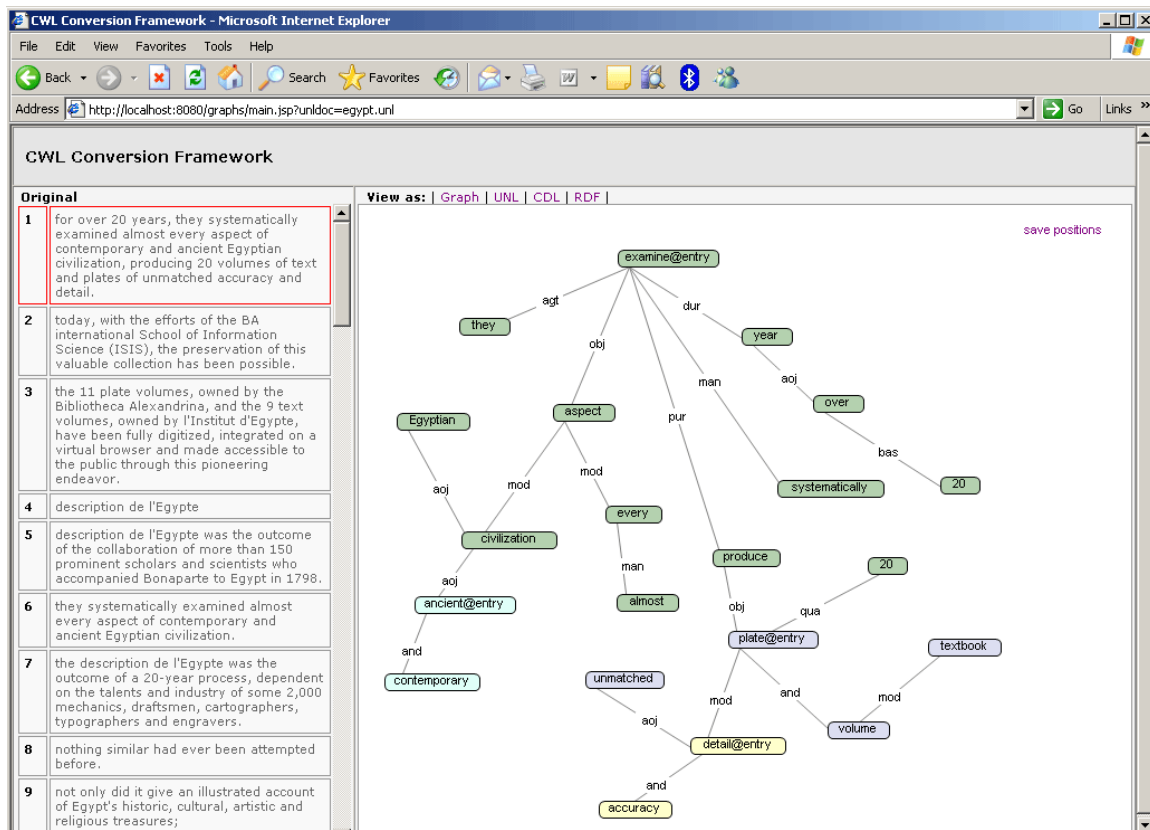 CWL Conversion Framework - Microsoft Internet Explorer
File Edit View Favorites Tools Help
Back Search Favorites
Address http://localhost:8080/graphs/main.jsp?unldoc=egypt.unl Go Links »
CWL Conversion Framework
Original
1 for over 20 years, they systematically
examined almost every aspect of
contemporary and ancient Egyptian
civilization, producing 20 volumes of text
and plates of unmatched accuracy and
detail.
2 today, with the efforts of the BA
international School of Information
Science (ISIS), the preservation of this
valuable collection has been possible.
3 the 11 plate volumes, owned by the
Bibliotheca Alexandrina, and the 9 text
volumes, owned by l'Institut d'Egypte,
have been fully digitized, integrated on a
virtual browser and made accessible to
the public through this pioneering
endeavor.
4 description de l'Egypte
5 description de l'Egypte was the outcome
of the collaboration of more than 150
prominent scholars and scientists who
accompanied Bonaparte to Egypt in 1798.
6 they systematically examined almost
every aspect of contemporary and
ancient Egyptian civilization.
7 the description de l'Egypte was the
outcome of a 20-year process, dependent
on the talents and industry of some 2,000
mechanics, draftsmen, cartographers,
typographers and engravers.
8 nothing similar had ever been attempted
before.
9 not only did it give an illustrated account
of Egypt's historic, cultural, artistic and
religious treasures;
View as: | Graph | UNL | CDL | RDF |
save positions
examine@entry
agt
dur
they
year
obj
aoj
man
over
aspect
pur
Egyptian
bas
mod
aoj
mod
systematically
20
every
civilization
produce
man
20
aoj
ancient@entry
almost
obj
qua
plate@entry
textbook
and
contemporary
unmatched
and
mod
mod
aoj
volume
detail@entry
and
accuracy